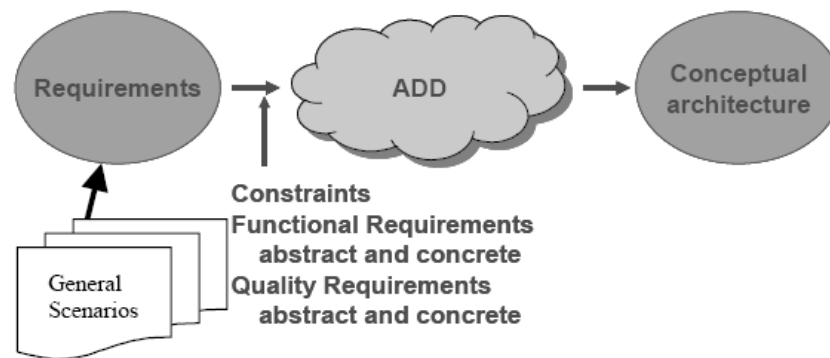 Requirements
ADD
Conceptual
architecture
Constraints
Functional Requirements
abstract and concrete
Quality Requirements
abstract and concrete
General
Scenarios